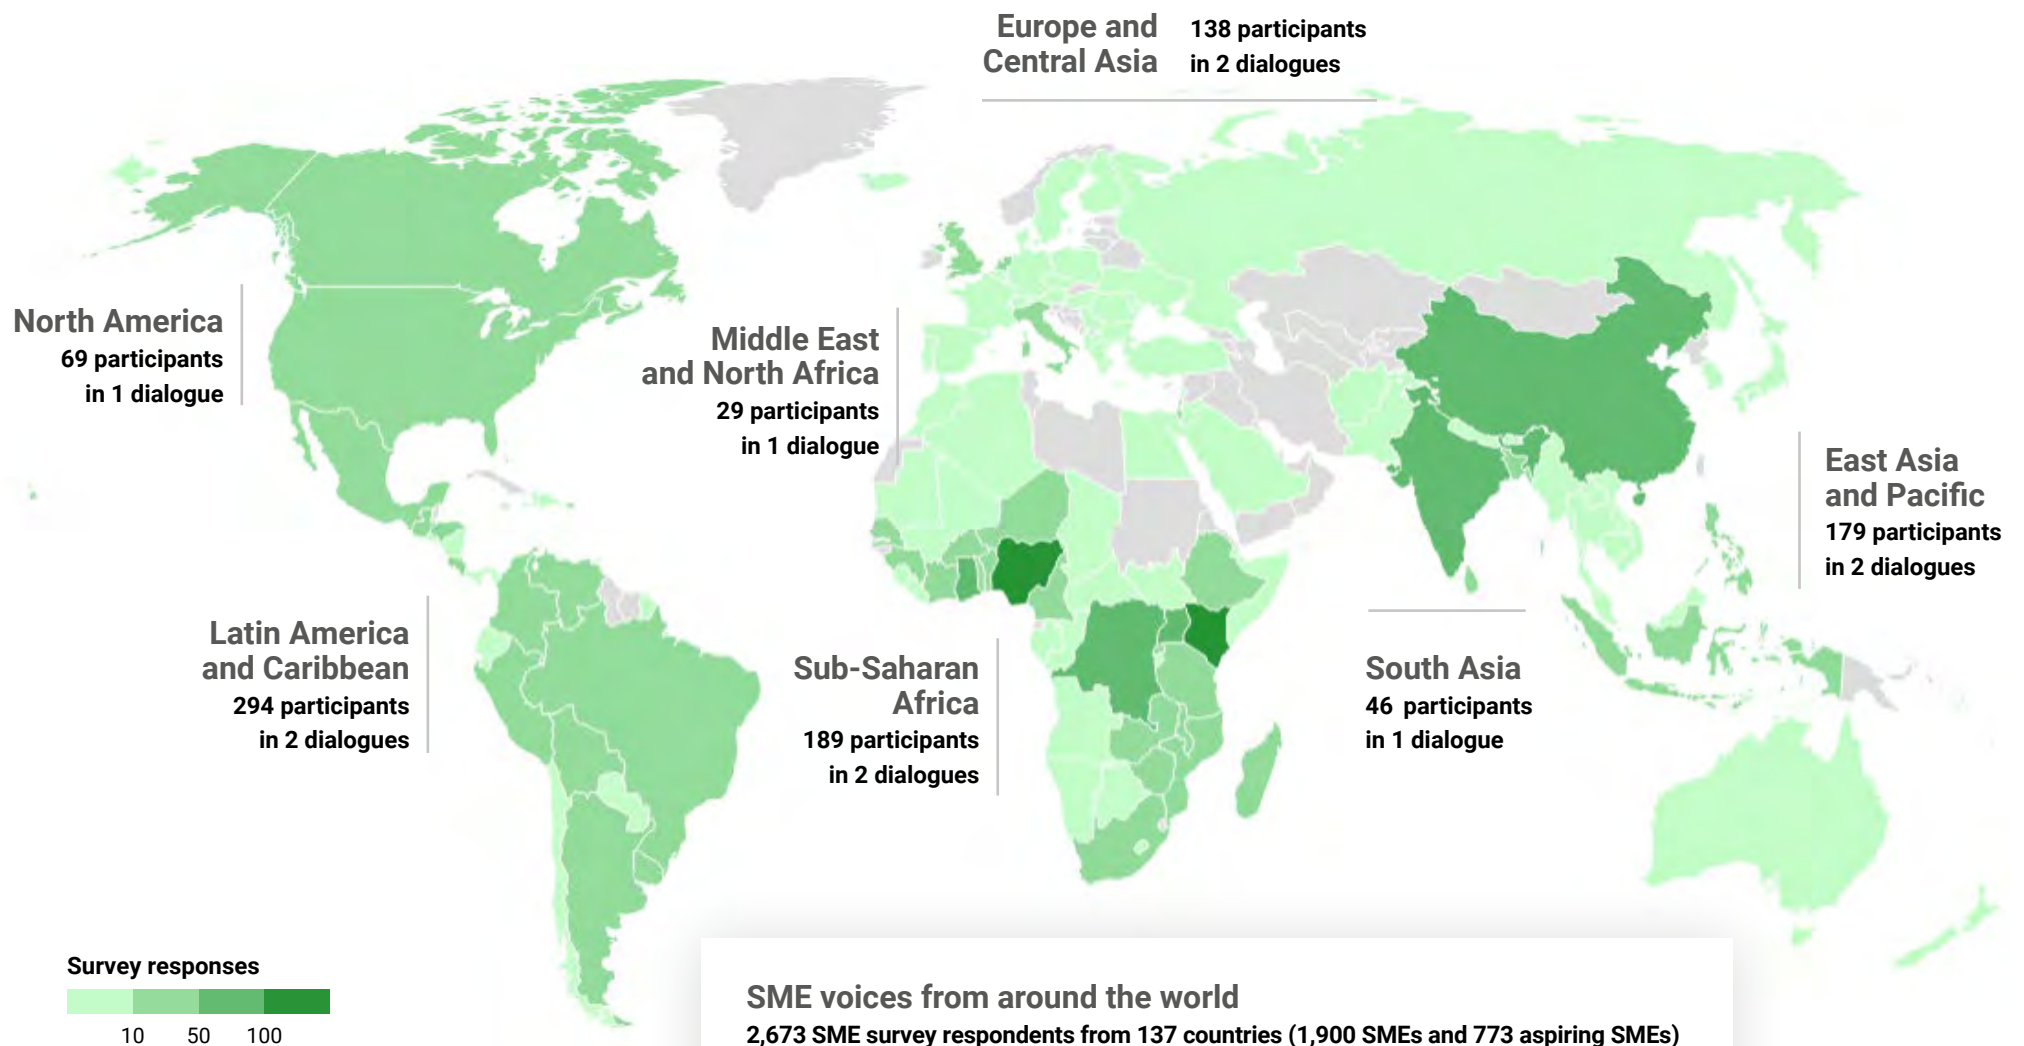 Europe and
Central Asia
138 participants
in 2 dialogues
North America
69 participants
in 1 dialogue
Middle East
and North Africa
29 participants
in 1 dialogue
East Asia
and Pacific
179 participants
in 2 dialogues
Latin America
and Caribbean
294 participants
in 2 dialogues
Sub-Saharan
Africa
189 participants
in 2 dialogues
South Asia
46 participants
in 1 dialogue
Survey responses
10 50 100
SME voices from around the world
2,673 SME survey respondents from 137 countries (1,900 SMEs and 773 aspiring SMEs)